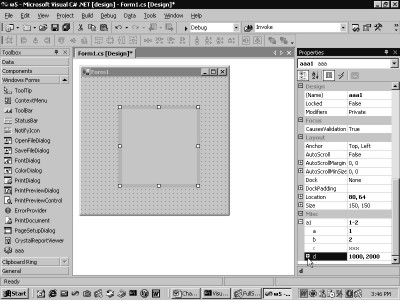 w5 - Microsoft Visual C# .NET [design] - Form1.cs [Design]*
File Edit View Project Build Debug Data Tools Window Help
Debug Invoke
Toolbox
Data
Components
Windows Forms
ToolTip
ContextMenu
ToolBar
StatusBar
NotifyIcon
OpenFileDialog
SaveFileDialog
FontDialog
ColorDialog
PrintDialog
PrintPreviewDialog
PrintPreviewControl
ErrorProvider
PrintDocument
PageSetupDialog
CrystalReportViewer
aaa
Clipboard Ring
General
Form1.cs [Design]*
Form1
Properties
aaa1 aaa
Design
(Name) aaa1
Locked False
Modifiers Private
Focus
CausesValidation True
Layout
Anchor Top, Left
AutoScroll False
AutoScrollMargin 0, 0
AutoScrollMinSize 0, 0
Dock None
DockPadding
Location 80, 64
Size 150, 150
Misc
a1 1-2
a 1
b 2
c xxx
d 1000,2000
d
Ready
Start
3:46 PM